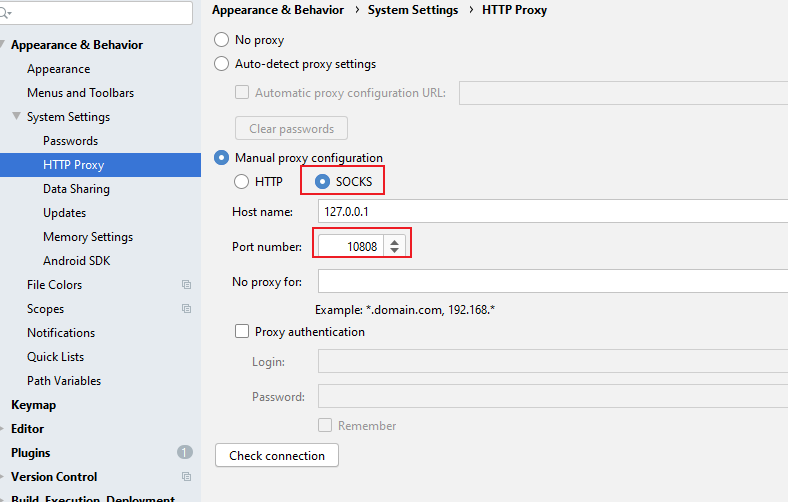 Appearance & Behavior
Appearance
Menus and Toolbars
System Settings
Passwords
HTTP Proxy
Data Sharing
Updates
Memory Settings
Android SDK
File Colors
Scopes
Notifications
Quick Lists
Path Variables
Keymap
Editor
Plugins 1
Version Control
Build, Execution, Deployment
Appearance & Behavior › System Settings › HTTP Proxy
No proxy
Auto-detect proxy settings
Automatic proxy configuration URL:
Clear passwords
Manual proxy configuration
HTTP SOCKS
Host name: 127.0.0.1
Port number: 10808
No proxy for:
Example: *.domain.com, 192.168.*
Proxy authentication
Login:
Password:
Remember
Check connection